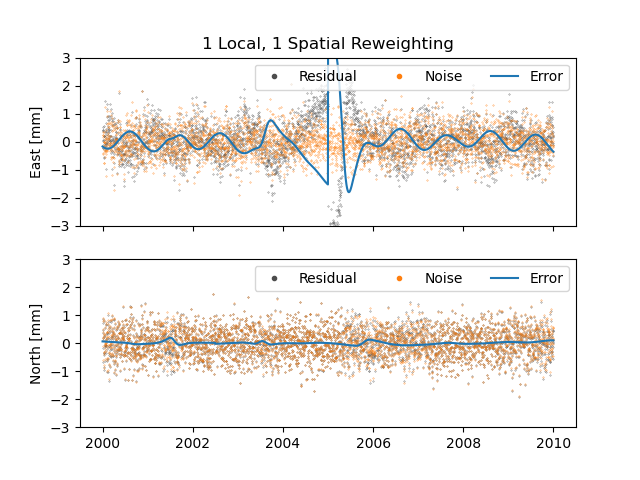 1 Local, 1 Spatial Reweighting
3
2
1
0
−1
−2
−3
East [mm]
Residual Noise Error
3
2
1
0
−1
−2
−3
North [mm]
Residual Noise Error
2000 2002 2004 2006 2008 2010